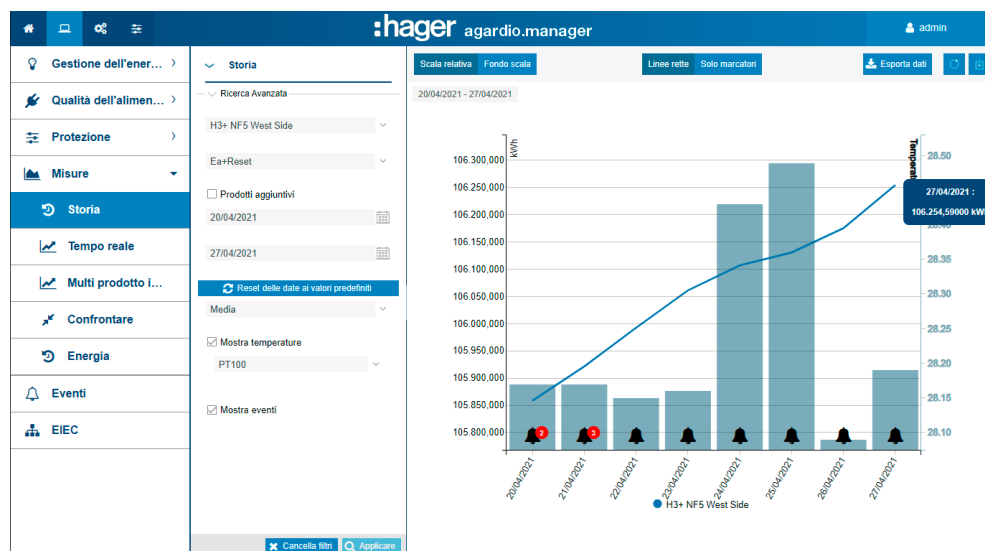 :hager agardio.manager
admin
Gestione dell'ener...
Qualità dell'alimen...
Protezione
Misure
Storia
Tempo reale
Multi prodotto i...
Confrontare
Energia
Eventi
EIEC
Storia
Ricerca Avanzata
H3+ NF5 West Side
Ea+Reset
Prodotti aggiuntivi
20/04/2021
27/04/2021
Reset delle date ai valori predefiniti
Media
Mostra temperature
PT100
Mostra eventi
Cancella filtri
Applicare
Scala relativa Fondo scala
Linee rette Solo marcatori
Esporta dati
20/04/2021 - 27/04/2021
kWh
106.300,000
106.250,000
106.200,000
106.150,000
106.100,000
106.050,000
106.000,000
105.950,000
105.900,000
105.850,000
105.800,000
2
3
28.50
28.40
28.35
28.30
28.25
28.20
28.15
28.10
27/04/2021 :
106.254,59000 kW
20/04/2021
21/04/2021
22/04/2021
23/04/2021
24/04/2021
25/04/2021
26/04/2021
27/04/2021
H3+ NF5 West Side